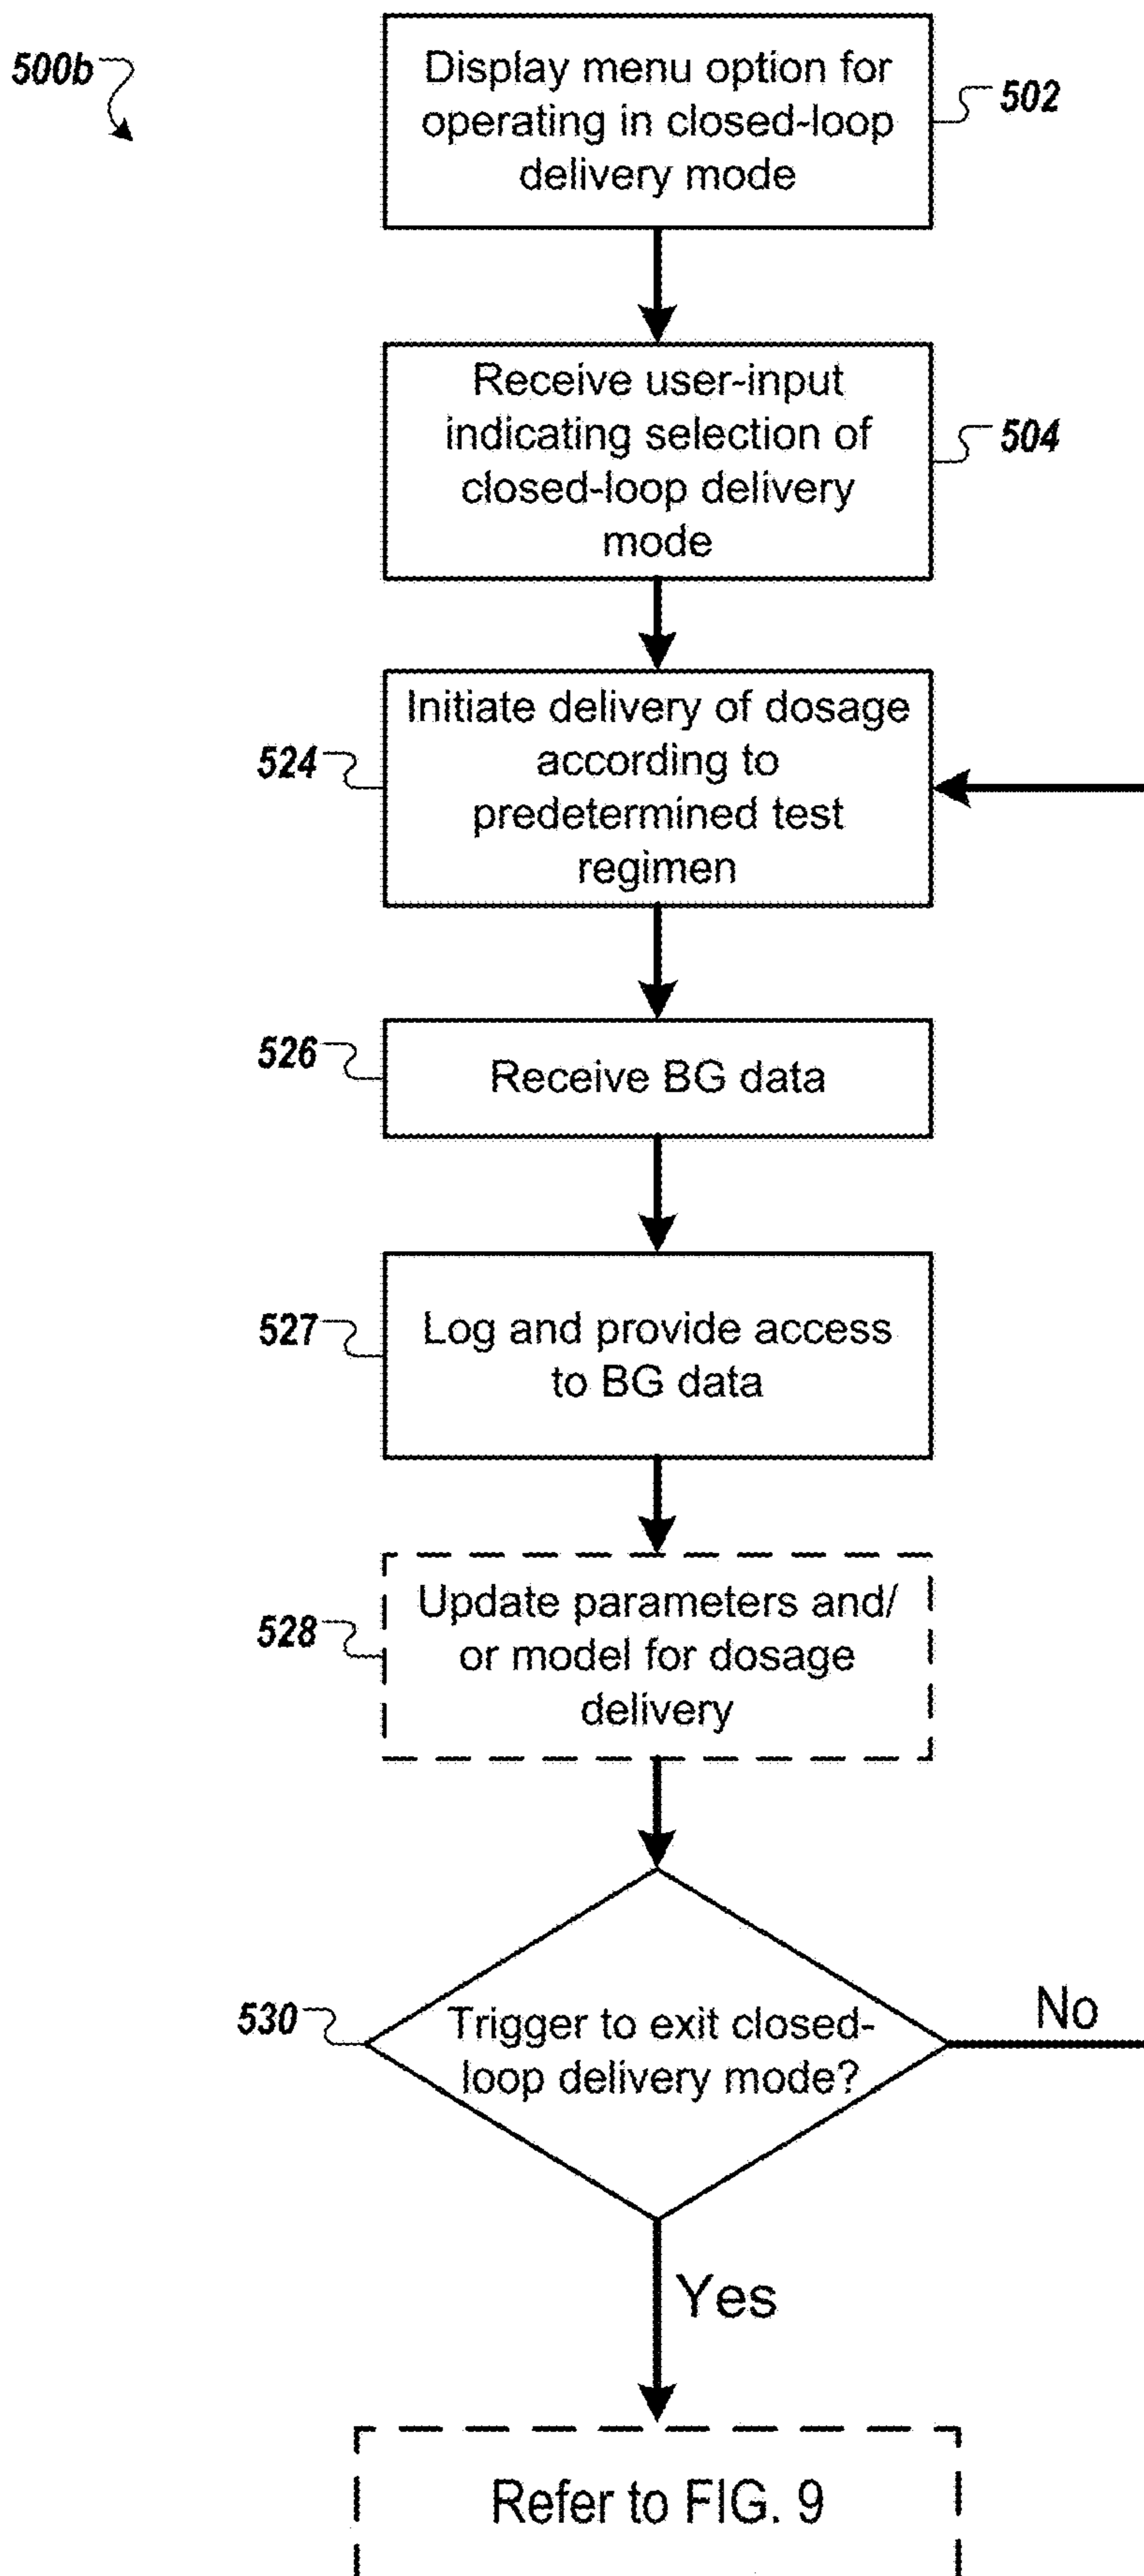 500b
Display menu option for
operating in closed-loop
delivery mode
502
Receive user-input
indicating selection of
closed-loop delivery
mode
504
Initiate delivery of dosage
according to
predetermined test
regimen
524
526
Receive BG data
527
Log and provide access
to BG data
528
Update parameters and/
or model for dosage
delivery
530
Trigger to exit closed-
loop delivery mode?
No
Yes
Refer to FIG. 9